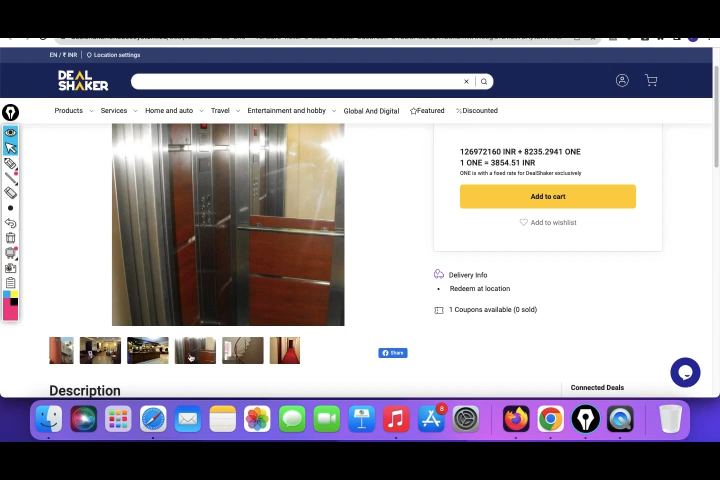 EN / ₹ INR
Location settings
DEAL SHAKER
Products
Services
Home and auto
Travel
Entertainment and hobby
Global And Digital
Featured
Discounted
126972160 INR + 8235.2941 ONE
1 ONE = 3854.51 INR
ONE is with a fixed rate for DealShaker exclusively
Add to cart
Add to wishlist
Delivery Info
Redeem at location
1 Coupons available (0 sold)
Share
Description
Connected Deals
8